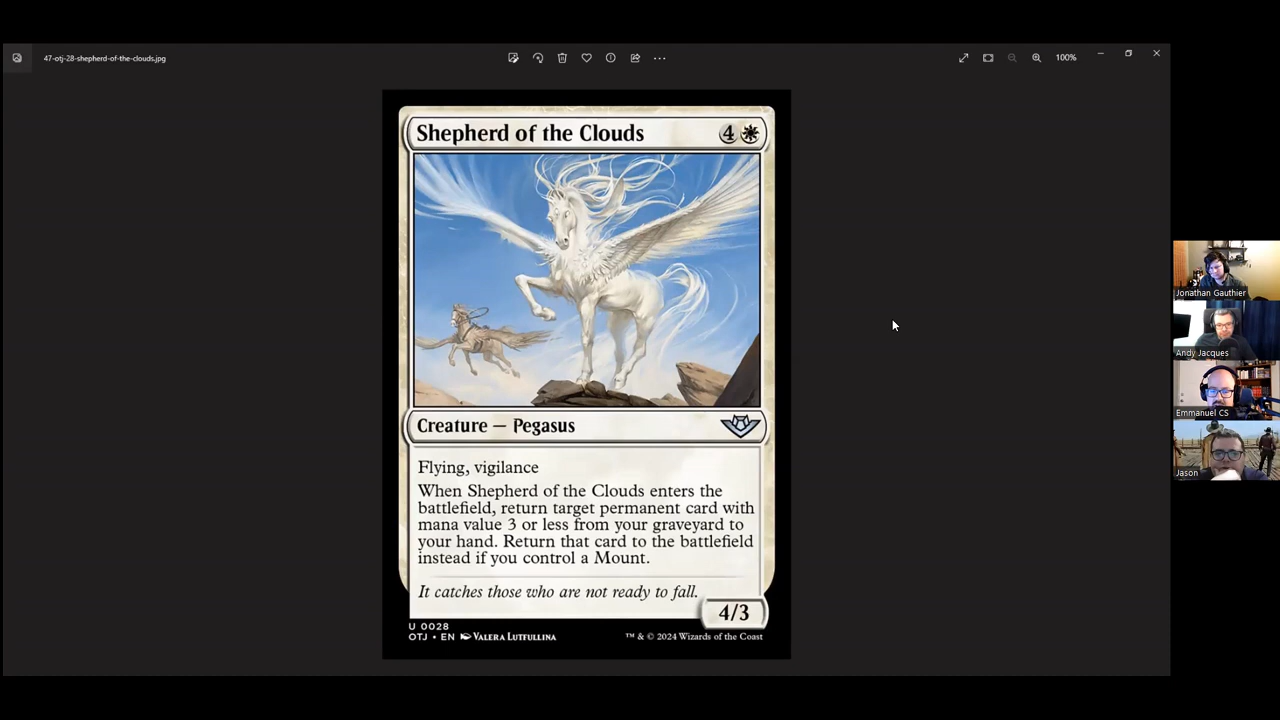 47-otj-28-shepherd-of-the-clouds.jpg
100%
Shepherd of the Clouds 4
Creature — Pegasus
Flying, vigilance
When Shepherd of the Clouds enters the
battlefield, return target permanent card with
mana value 3 or less from your graveyard to
your hand. Return that card to the battlefield
instead if you control a Mount.
It catches those who are not ready to fall.
4/3
U 0028
OTJ • EN VALERA LUTFULLINA
™ & © 2024 Wizards of the Coast
Jonathan Gauthier
Andy Jacques
Emmanuel CS
Jason